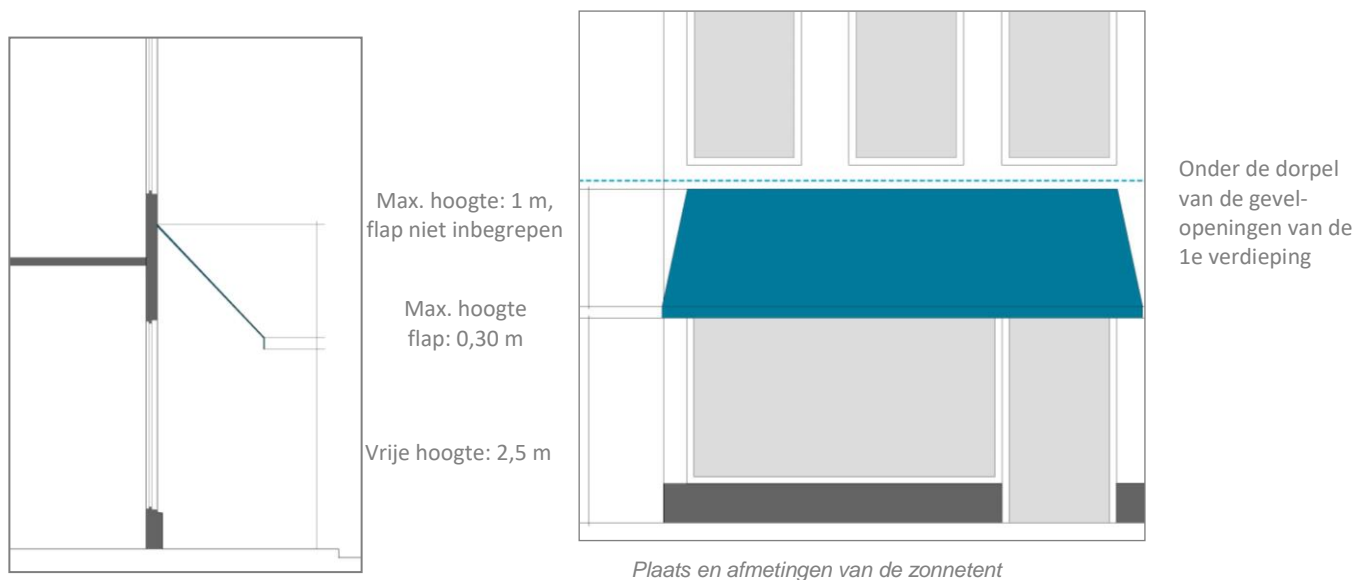 Max. hoogte: 1 m,
flap niet inbegrepen
Max. hoogte
flap: 0,30 m
Vrije hoogte: 2,5 m
Onder de dorpel
van de gevel-
openingen van de
1e verdieping
Plaats en afmetingen van de zonnetent